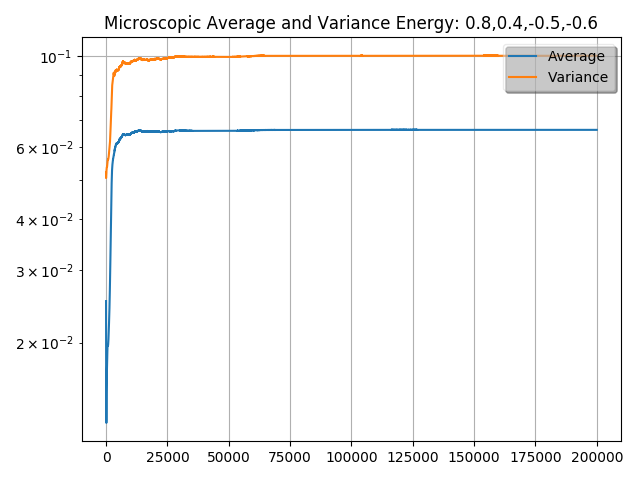 Microscopic Average and Variance Energy: 0.8,0.4,-0.5,-0.6
10⁻¹
6 × 10⁻²
4 × 10⁻²
3 × 10⁻²
2 × 10⁻²
Average
Variance
0 25000 50000 75000 100000 125000 150000 175000 200000